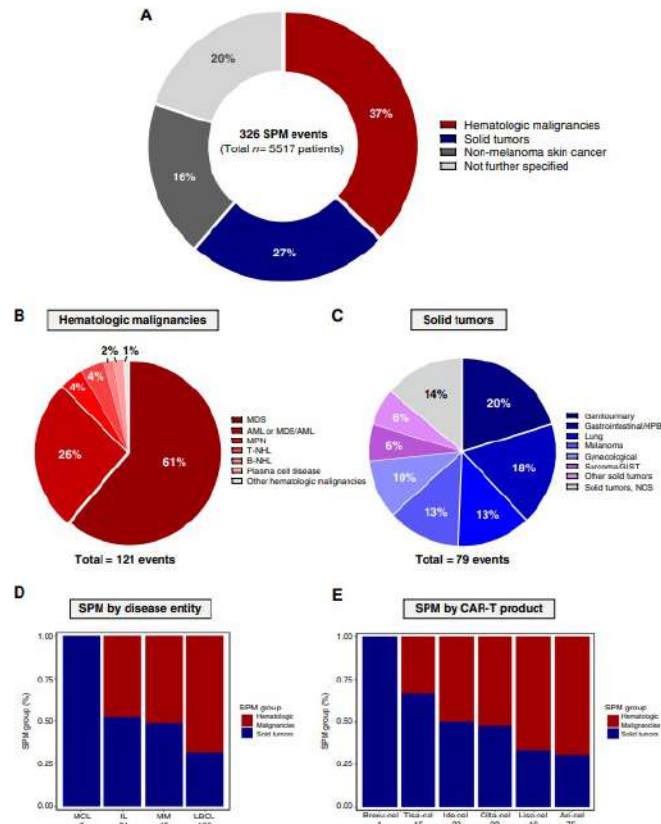 A
20%
37%
16%
27%
326 SPM events
(Total n= 5517 patients)
Hematologic malignancies
Solid tumors
Non-melanoma skin cancer
Not further specified
B
Hematologic malignancies
2%
1%
4%
4%
26%
61%
MDS
AML or MDS/AML
MPN
T-NHL
B-NHL
Plasma cell disease
Other hematologic malignancies
Total = 121 events
C
Solid tumors
14%
20%
6%
6%
18%
10%
13%
13%
Genitourinary
Gastrointestinal/HPB
Lung
Melanoma
Gynecological
Sarcoma/GIST
Other solid tumors
Solid tumors, NOS
Total = 79 events
D
SPM by disease entity
SPM group (%)
1.00
0.75
0.50
0.25
0.00
MCL
IL
MM
LBCL
SPM group
Hematologic
Malignancies
Solid tumors
E
SPM by CAR-T product
SPM group (%)
1.00
0.75
0.50
0.25
0.00
Brexu-cel
Tisa-cel
Ide-cel
Cilta-cel
Liso-cel
Axi-cel
SPM group
Hematologic
Malignancies
Solid tumors